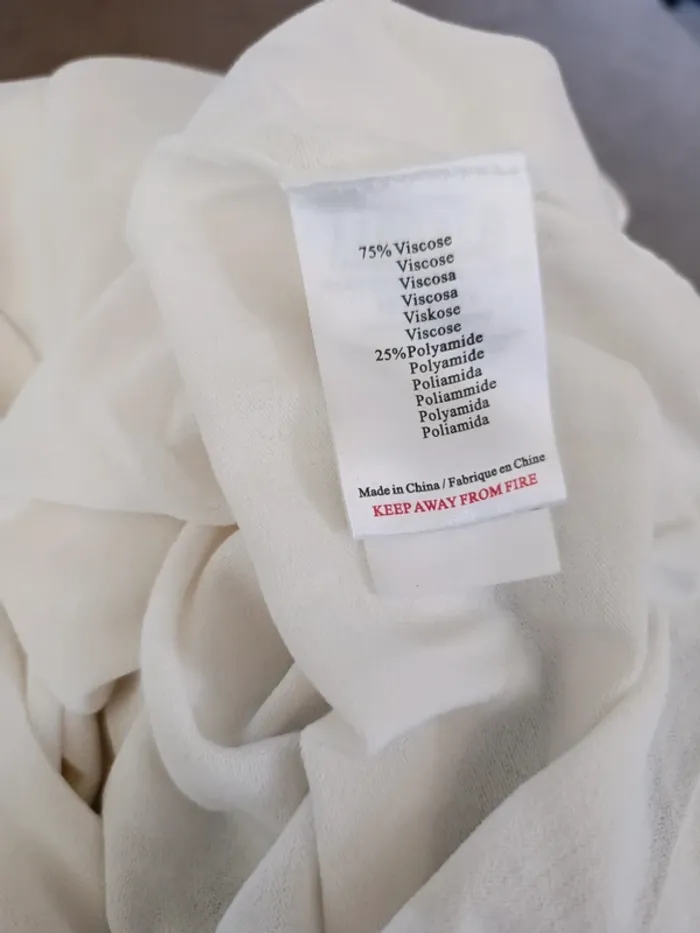 75% Viscose
Viscose
Viscosa
Viscosa
Viskose
Viscose
25%Polyamide
Polyamide
Poliamida
Poliammide
Polyamida
Poliamida
Made in China / Fabrique en Chine
KEEP AWAY FROM FIRE